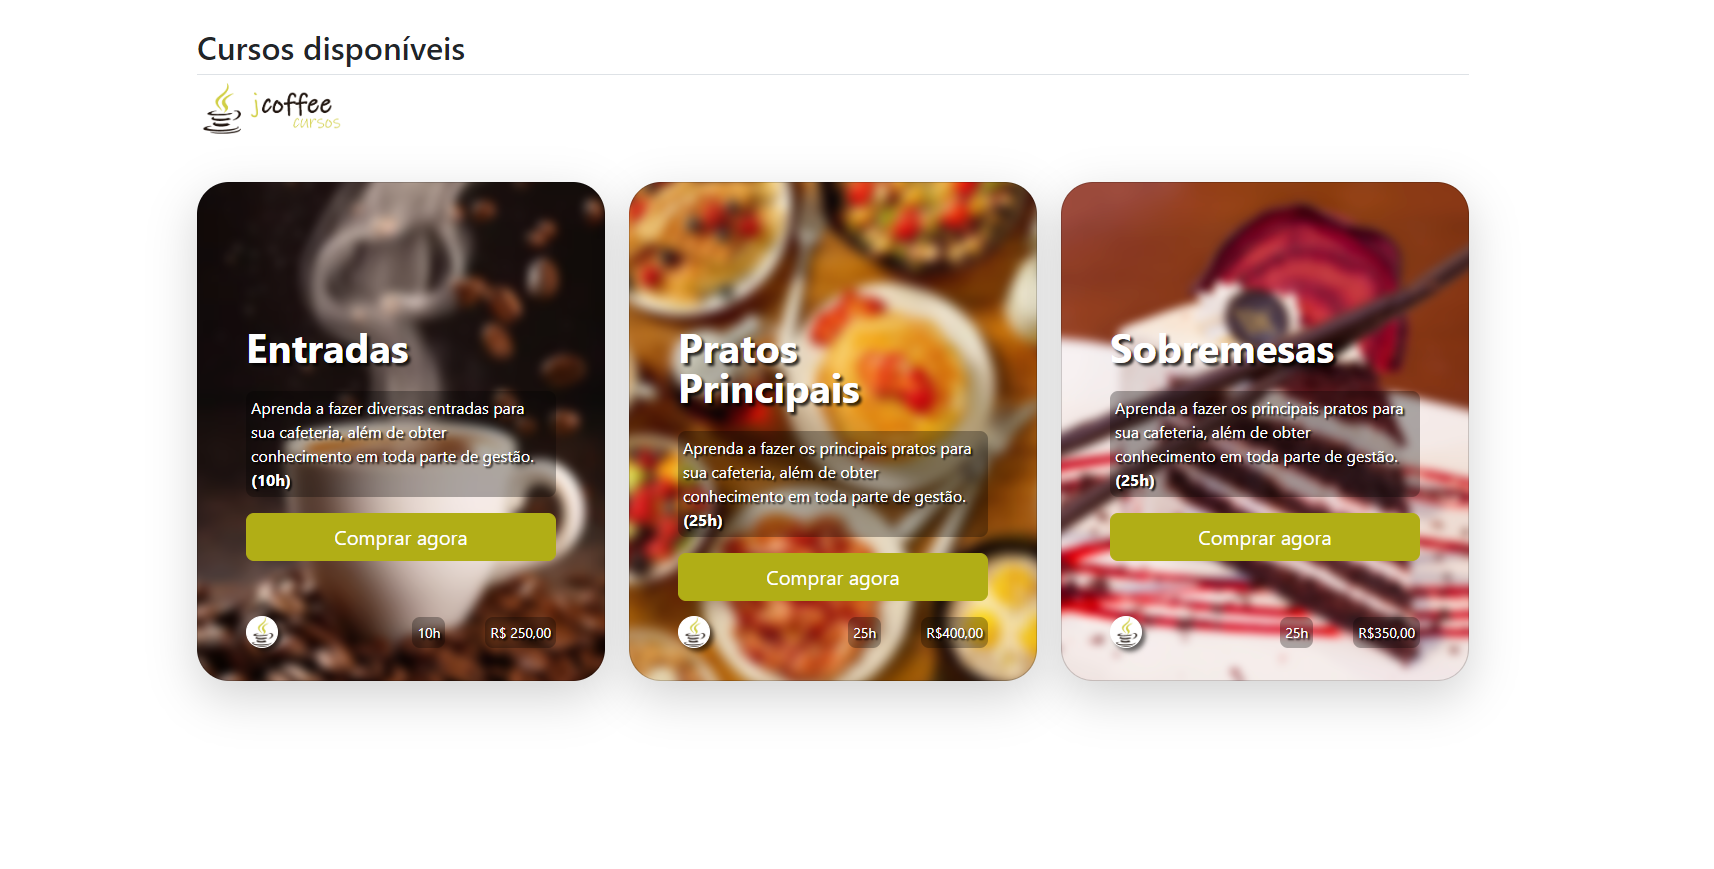 Cursos disponíveis
jcoffee
cursos
Entradas
Aprenda a fazer diversas entradas para
sua cafeteria, além de obter
conhecimento em toda parte de gestão.
(10h)
Comprar agora
10h
R$ 250,00
Pratos
Principais
Aprenda a fazer os principais pratos para
sua cafeteria, além de obter
conhecimento em toda parte de gestão.
(25h)
Comprar agora
25h
R$400,00
Sobremesas
Aprenda a fazer os principais pratos para
sua cafeteria, além de obter
conhecimento em toda parte de gestão.
(25h)
Comprar agora
25h
R$350,00